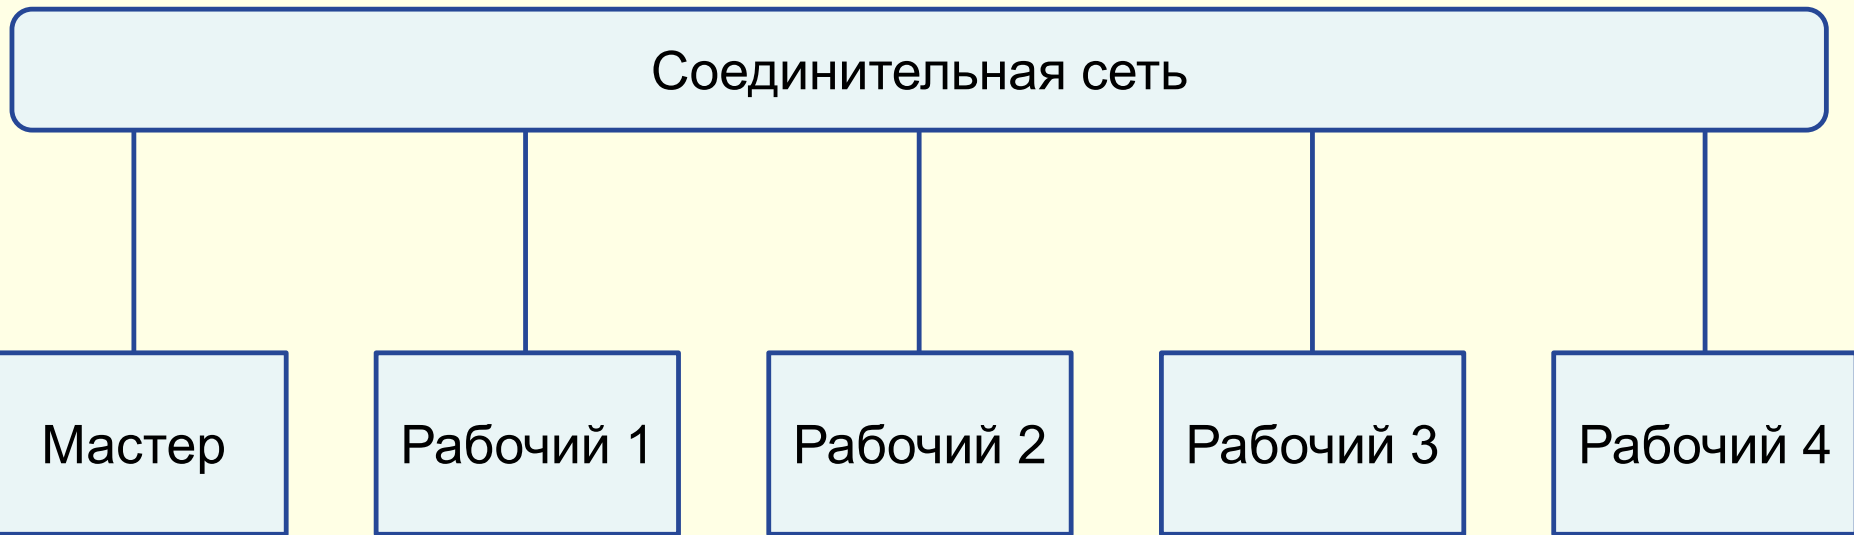 Соединительная сеть
Мастер
Рабочий 1
Рабочий 2
Рабочий 3
Рабочий 4